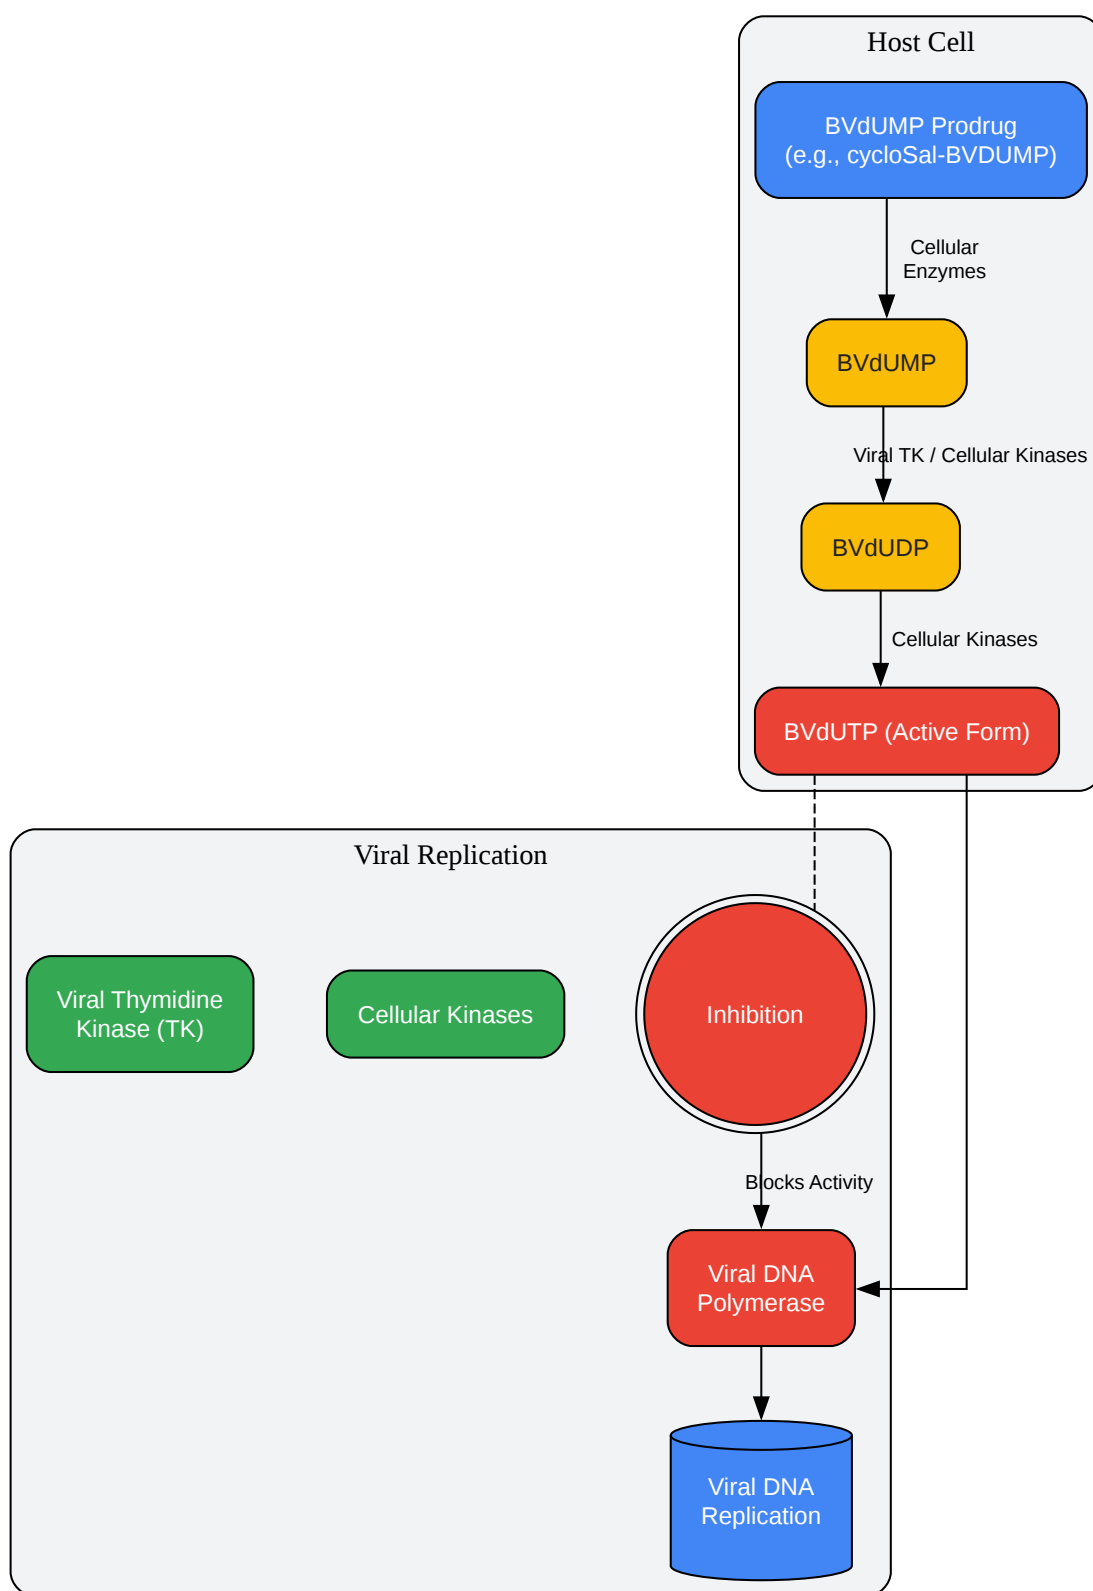 Host Cell
BVdUMP Prodrug
(e.g., cycloSal-BVDUMP)
Cellular
Enzymes
BVdUMP
Viral TK / Cellular Kinases
BVdUDP
Cellular Kinases
BVdUTP (Active Form)
Viral Replication
Viral Thymidine
Kinase (TK)
Cellular Kinases
Inhibition
Blocks Activity
Viral DNA
Polymerase
Viral DNA
Replication